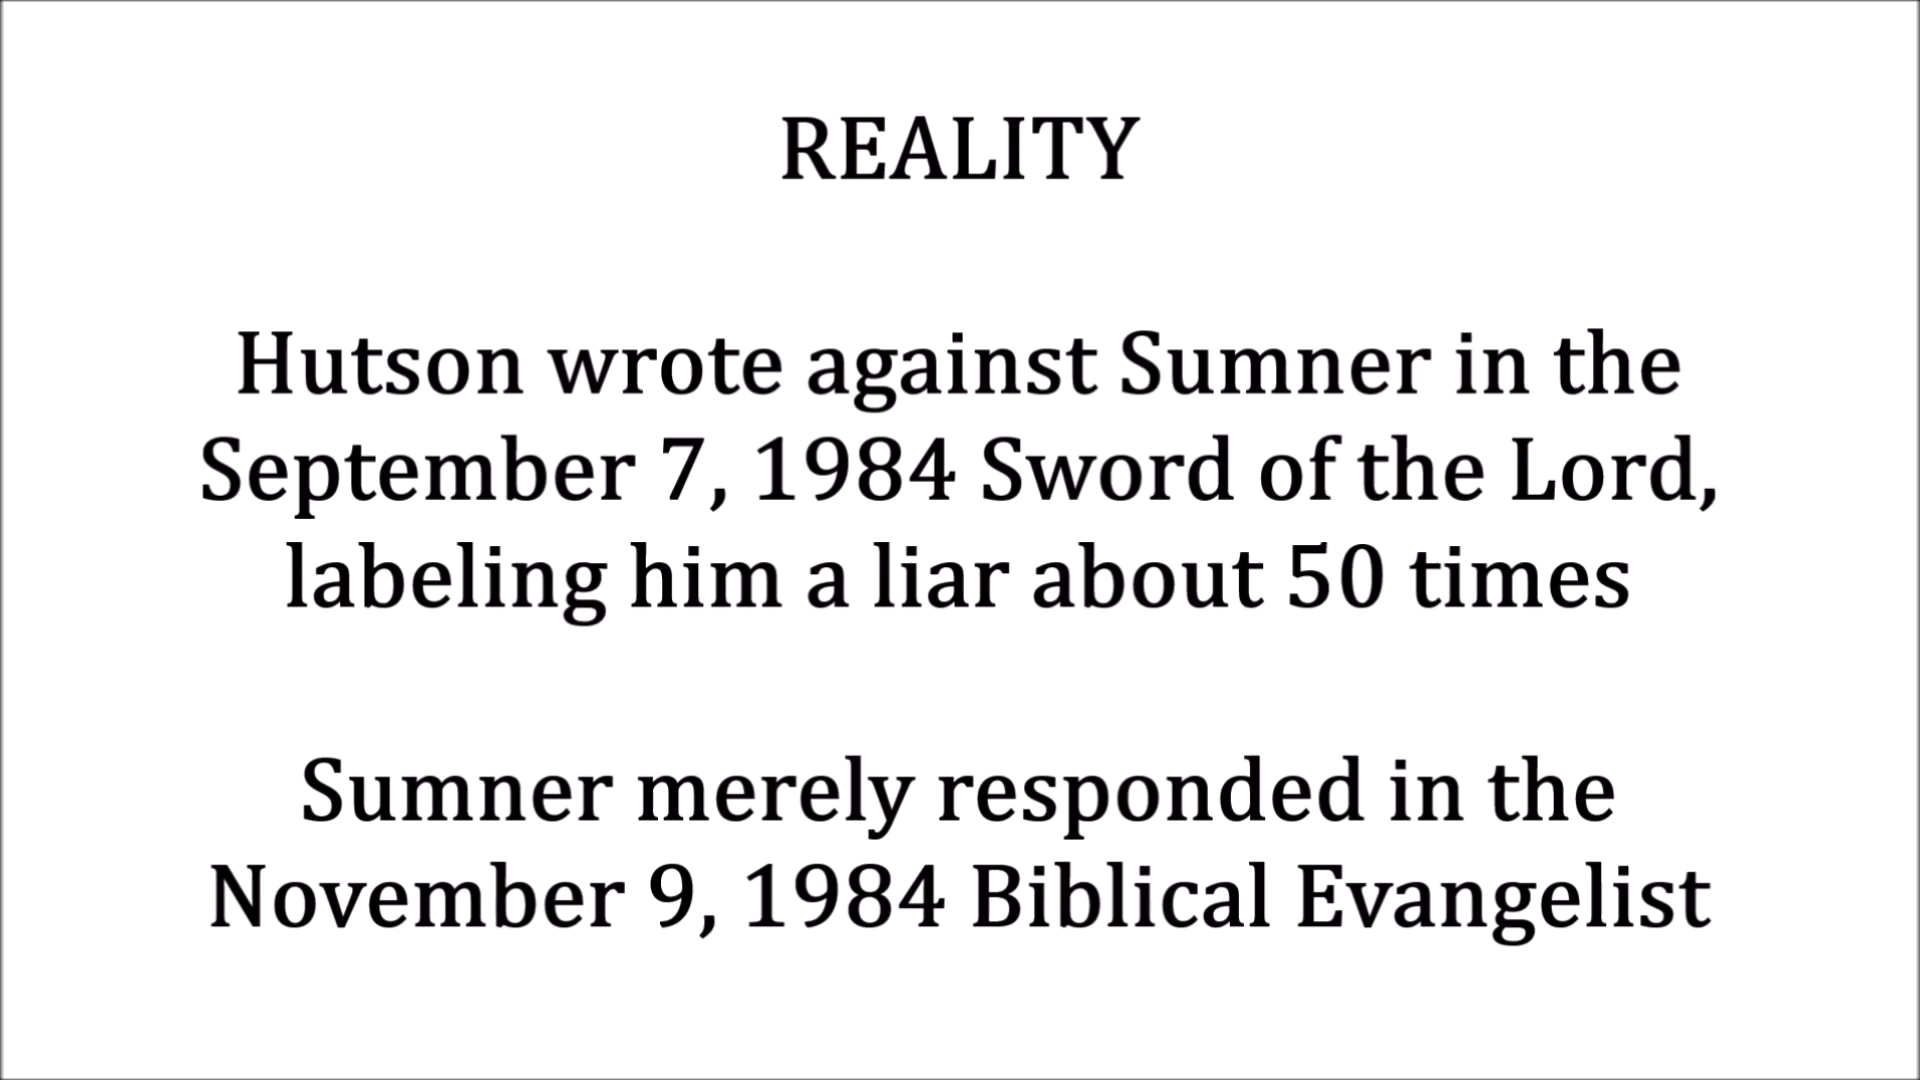 REALITY
Hutson wrote against Sumner in the
September 7, 1984 Sword of the Lord,
labeling him a liar about 50 times
Sumner merely responded in the
November 9, 1984 Biblical Evangelist